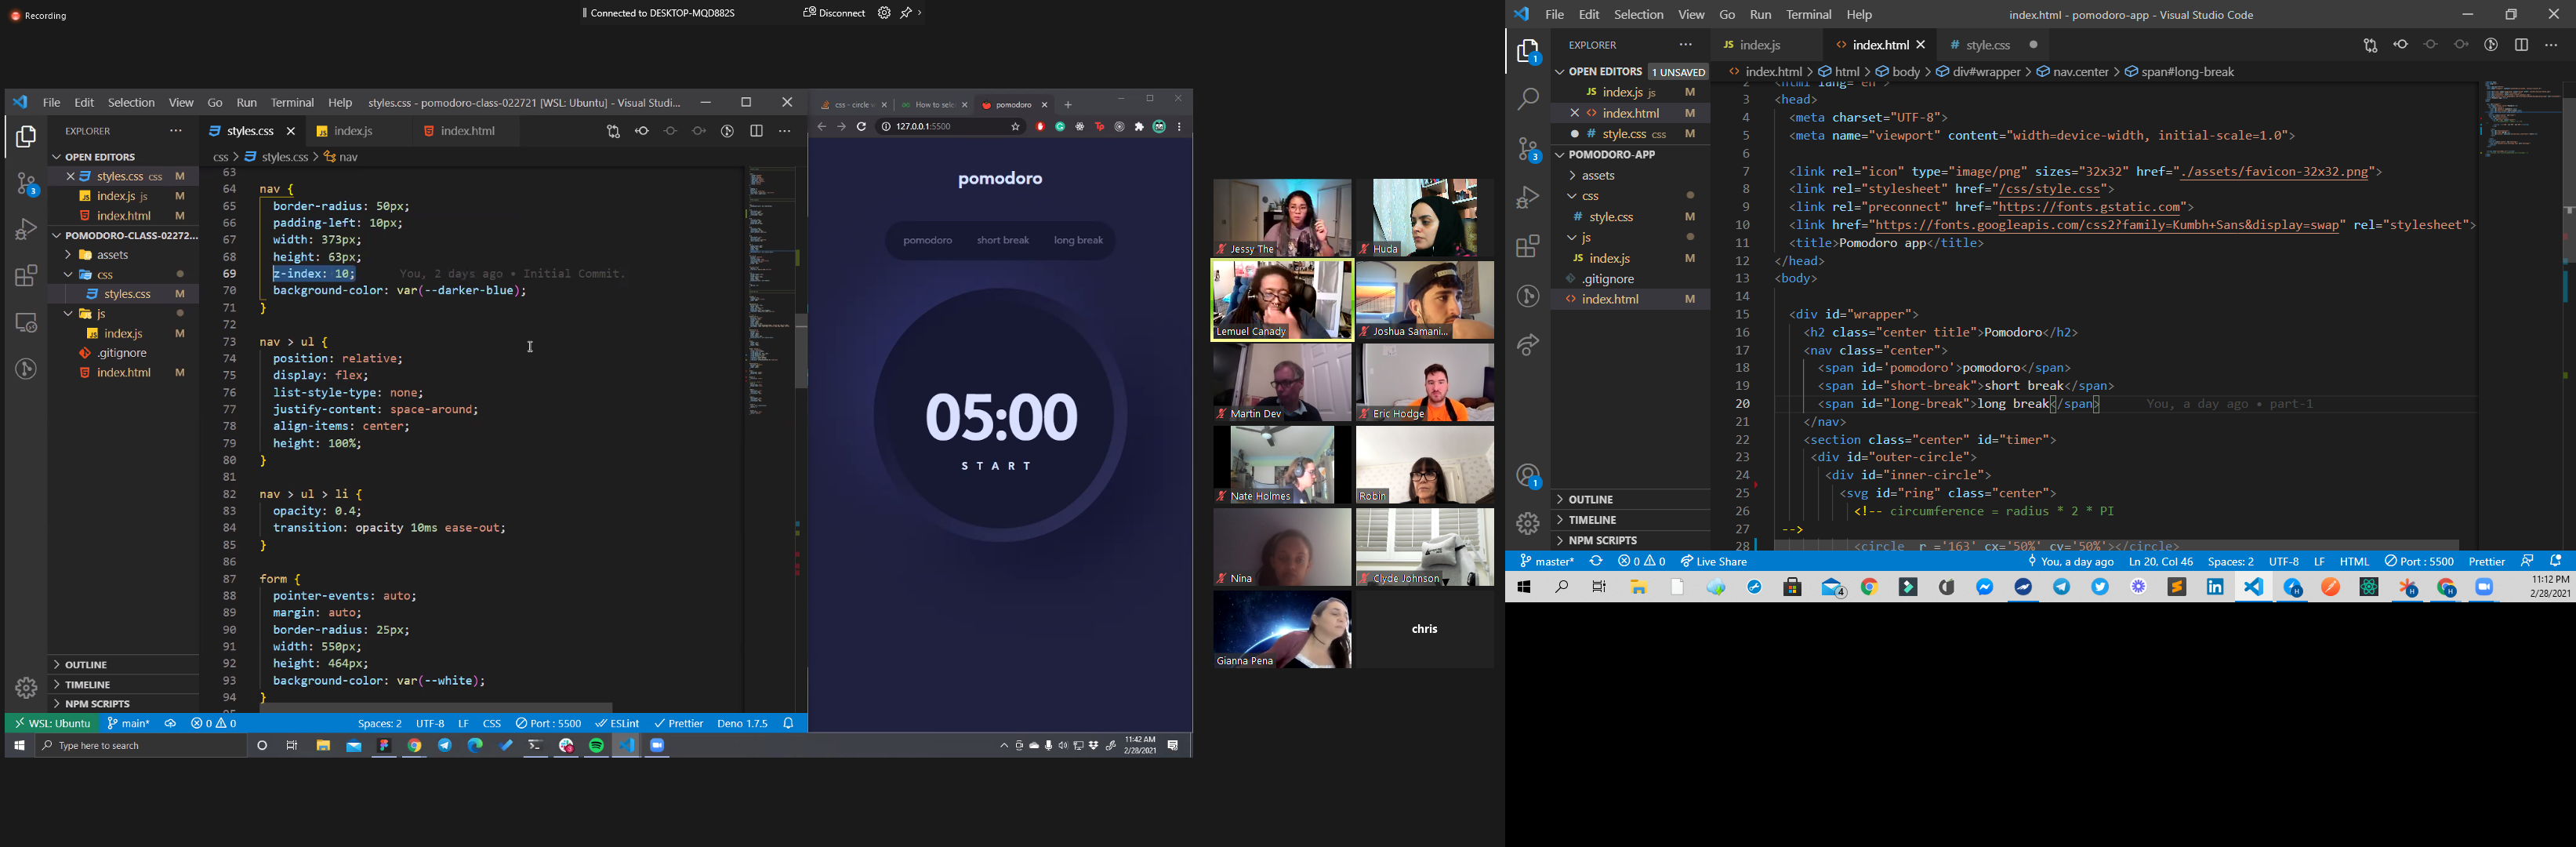 Recording
Connected to DESKTOP-MQD882S
Disconnect
File Edit Selection View Go Run Terminal Help
styles.css - pomodoro-class-022721 [WSL: Ubuntu] - Visual Studi...
EXPLORER
styles.css
index.js
index.html
OPEN EDITORS
styles.css css M
index.js js M
index.html M
POMODORO-CLASS-02272...
assets
css
styles.css M
js
index.js M
.gitignore
index.html M
OUTLINE
TIMELINE
NPM SCRIPTS
3
css > styles.css > nav
63
64 nav {
65 border-radius: 50px;
66 padding-left: 10px;
67 width: 373px;
68 height: 63px;
69 z-index: 10; You, 2 days ago • Initial Commit.
70 background-color: var(--darker-blue);
71 }
72
73 nav > ul {
74 position: relative;
75 display: flex;
76 list-style-type: none;
77 justify-content: space-around;
78 align-items: center;
79 height: 100%;
80 }
81
82 nav > ul > li {
83 opacity: 0.4;
84 transition: opacity 10ms ease-out;
85 }
86
87 form {
88 pointer-events: auto;
89 margin: auto;
90 border-radius: 25px;
91 width: 550px;
92 height: 464px;
93 background-color: var(--white);
94 }
WSL: Ubuntu main* 0 0
Spaces: 2 UTF-8 LF CSS Port : 5500 ESLint Prettier Deno 1.7.5
Type here to search
11:42 AM
2/28/2021
css - circle
How to sele
pomodoro
127.0.0.1:5500
pomodoro
pomodoro short break long break
05:00
START
Jessy The
Huda
Lemuel Canady
Joshua Samani...
Martin Dev
Eric Hodge
Nate Holmes
Robin
Nina
Clyde Johnson
Gianna Pena
chris
File Edit Selection View Go Run Terminal Help
index.html - pomodoro-app - Visual Studio Code
EXPLORER
index.js
index.html
style.css
OPEN EDITORS 1 UNSAVED
index.js js M
index.html M
style.css css M
POMODORO-APP
assets
css
style.css M
js
index.js M
.gitignore
index.html M
OUTLINE
TIMELINE
NPM SCRIPTS
1
3
1
index.html > html > body > div#wrapper > nav.center > span#long-break
2 <html lang="en">
3 <head>
4 <meta charset="UTF-8">
5 <meta name="viewport" content="width=device-width, initial-scale=1.0">
6
7 <link rel="icon" type="image/png" sizes="32x32" href="./assets/favicon-32x32.png">
8 <link rel="stylesheet" href="/css/style.css">
9 <link rel="preconnect" href="https://fonts.gstatic.com">
10 <link href="https://fonts.googleapis.com/css2?family=Kumbh+Sans&display=swap" rel="stylesheet">
11 <title>Pomodoro app</title>
12 </head>
13 <body>
14
15 <div id="wrapper">
16 <h2 class="center title">Pomodoro</h2>
17 <nav class="center">
18 <span id='pomodoro'>pomodoro</span>
19 <span id="short-break">short break</span>
20 <span id="long-break">long break</span> You, a day ago • part-1
21 </nav>
22 <section class="center" id="timer">
23 <div id="outer-circle">
24 <div id="inner-circle">
25 <svg id="ring" class="center">
26 <!-- circumference = radius * 2 * PI
27 -->
28 <circle r ='163' cx='50%' cy='50%'></circle>
master* 0 0 Live Share
You, a day ago Ln 20, Col 46 Spaces: 2 UTF-8 LF HTML Port : 5500 Prettier
4
11:12 PM
2/28/2021